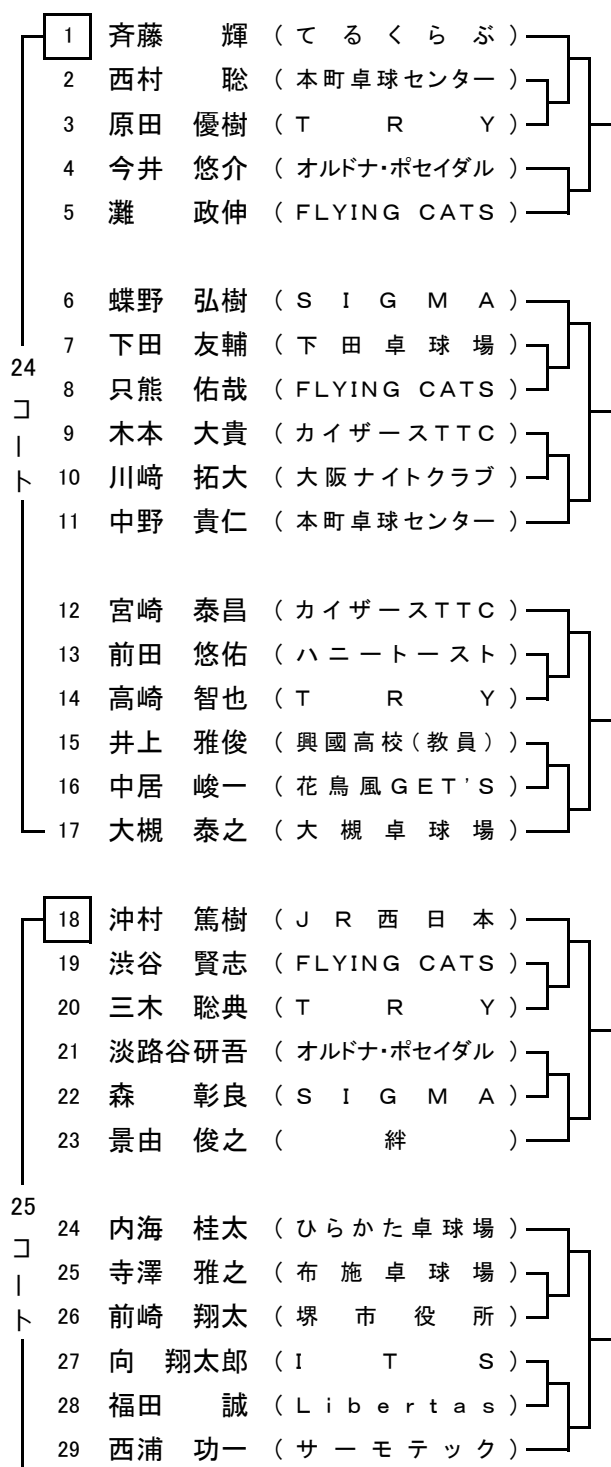 1 斉藤 輝 (てるくらぶ)
2 西村 聡 (本町卓球センター)
3 原田 優樹 (TRY)
4 今井 悠介 (オルドナ・ポセイダル)
5 灘 政伸 (FLYING CATS)
6 蝶野 弘樹 (SIGMA)
7 下田 友輔 (下田卓球場)
24コート
8 只熊 佑哉 (FLYING CATS)
9 木本 大貴 (カイザースTTC)
10 川﨑 拓大 (大阪ナイトクラブ)
11 中野 貴仁 (本町卓球センター)
12 宮崎 泰昌 (カイザースTTC)
13 前田 悠佑 (ハニートースト)
14 高崎 智也 (TRY)
15 井上 雅俊 (興國高校(教員))
16 中居 峻一 (花鳥風GET'S)
17 大槻 泰之 (大槻卓球場)
18 沖村 篤樹 (JR西日本)
19 渋谷 賢志 (FLYING CATS)
20 三木 聡典 (TRY)
21 淡路谷研吾 (オルドナ・ポセイダル)
22 森 彰良 (SIGMA)
23 景由 俊之 (絆)
25コート
24 内海 桂太 (ひらかた卓球場)
25 寺澤 雅之 (布施卓球場)
26 前崎 翔太 (堺市役所)
27 向 翔太郎 (ITS)
28 福田 誠 (Libertas)
29 西浦 功一 (サーモテック)